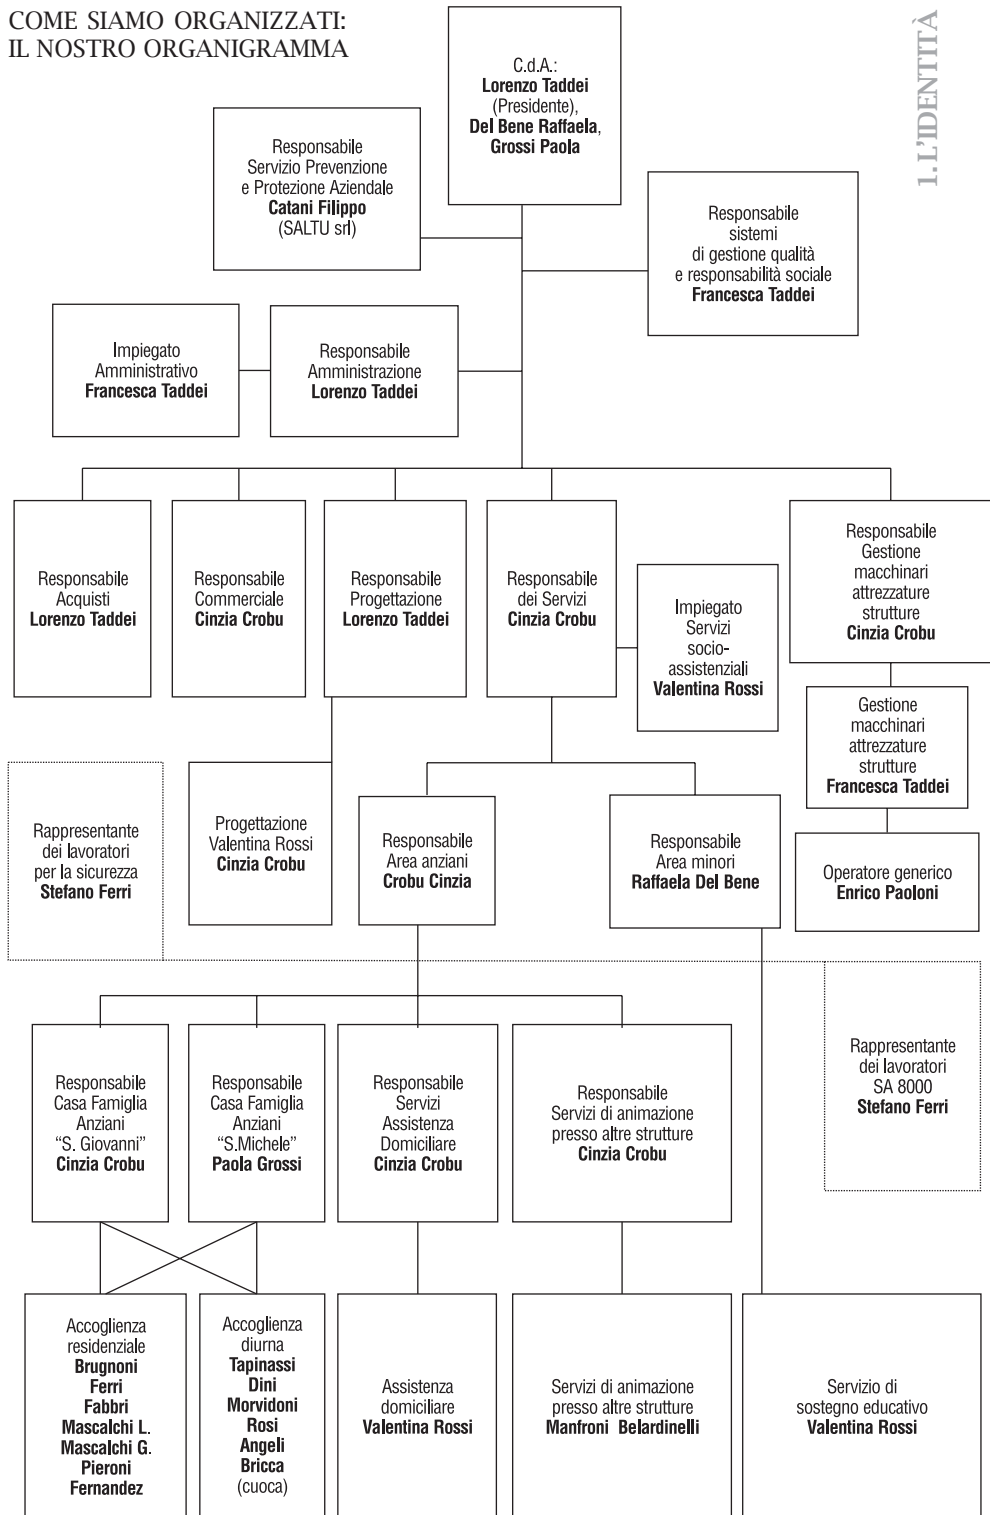 COME SIAMO ORGANIZZATI:
IL NOSTRO ORGANIGRAMMA
1. L'IDENTITÀ
C.d.A.:
Lorenzo Taddei
(Presidente),
Del Bene Raffaela,
Grossi Paola
Responsabile
Servizio Prevenzione
e Protezione Aziendale
Catani Filippo
(SALTU srl)
Responsabile
sistemi
di gestione qualità
e responsabilità sociale
Francesca Taddei
Impiegato
Amministrativo
Francesca Taddei
Responsabile
Amministrazione
Lorenzo Taddei
Responsabile
Acquisti
Lorenzo Taddei
Responsabile
Commerciale
Cinzia Crobu
Responsabile
Progettazione
Lorenzo Taddei
Responsabile
dei Servizi
Cinzia Crobu
Impiegato
Servizi
socio-
assistenziali
Valentina Rossi
Responsabile
Gestione
macchinari
attrezzature
strutture
Cinzia Crobu
Gestione
macchinari
attrezzature
strutture
Francesca Taddei
Operatore generico
Enrico Paoloni
Rappresentante
dei lavoratori
per la sicurezza
Stefano Ferri
Progettazione
Valentina Rossi
Cinzia Crobu
Responsabile
Area anziani
Crobu Cinzia
Responsabile
Area minori
Raffaela Del Bene
Rappresentante
dei lavoratori
SA 8000
Stefano Ferri
Responsabile
Casa Famiglia
Anziani
“S. Giovanni”
Cinzia Crobu
Responsabile
Casa Famiglia
Anziani
“S.Michele”
Paola Grossi
Responsabile
Servizi
Assistenza
Domiciliare
Cinzia Crobu
Responsabile
Servizi di animazione
presso altre strutture
Cinzia Crobu
Accoglienza
residenziale
Brugnoni
Ferri
Fabbri
Mascalchi L.
Mascalchi G.
Pieroni
Fernandez
Accoglienza
diurna
Tapinassi
Dini
Morvidoni
Rosi
Angeli
Bricca
(cuoca)
Assistenza
domiciliare
Valentina Rossi
Servizi di animazione
presso altre strutture
Manfroni Belardinelli
Servizio di
sostegno educativo
Valentina Rossi